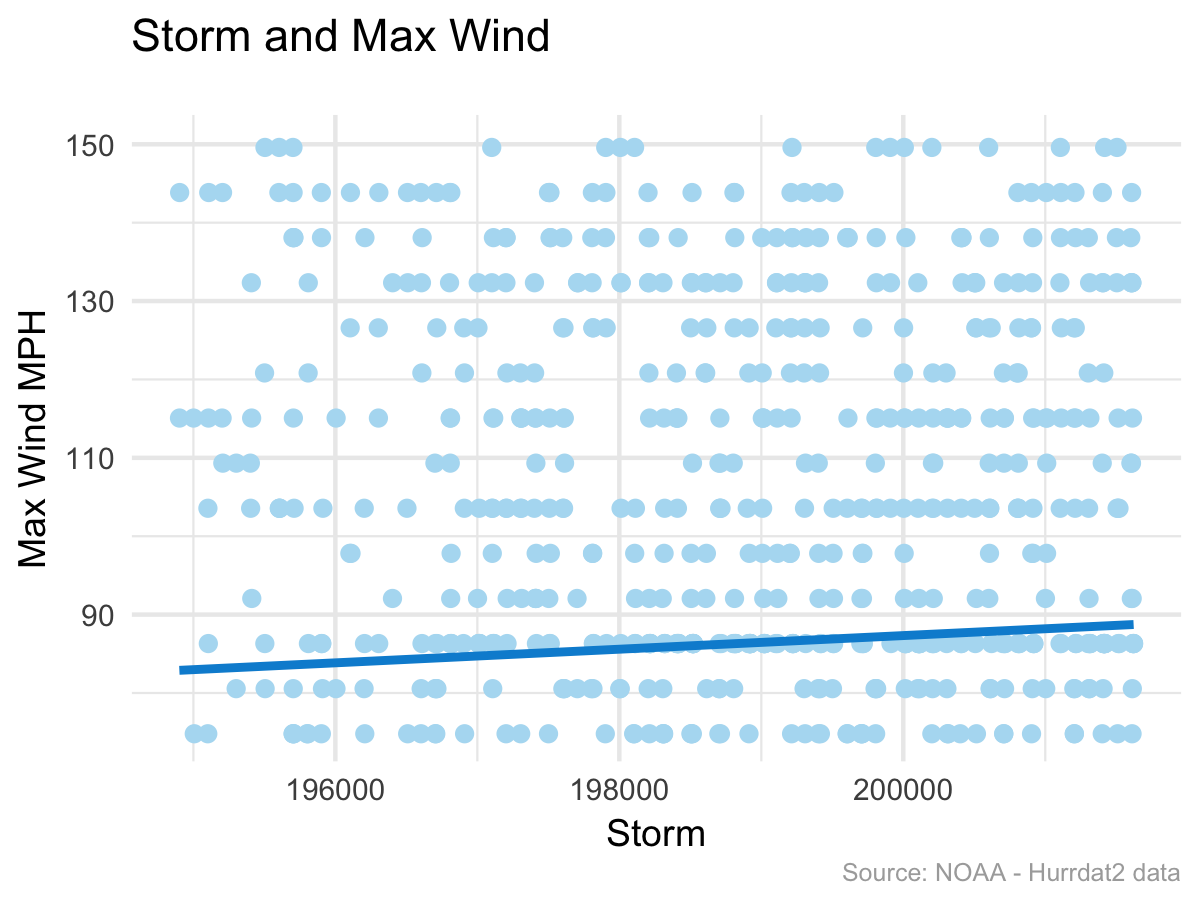 Storm and Max Wind
150
130
110
90
Max Wind MPH
196000
198000
200000
Storm
Source: NOAA - Hurrdat2 data